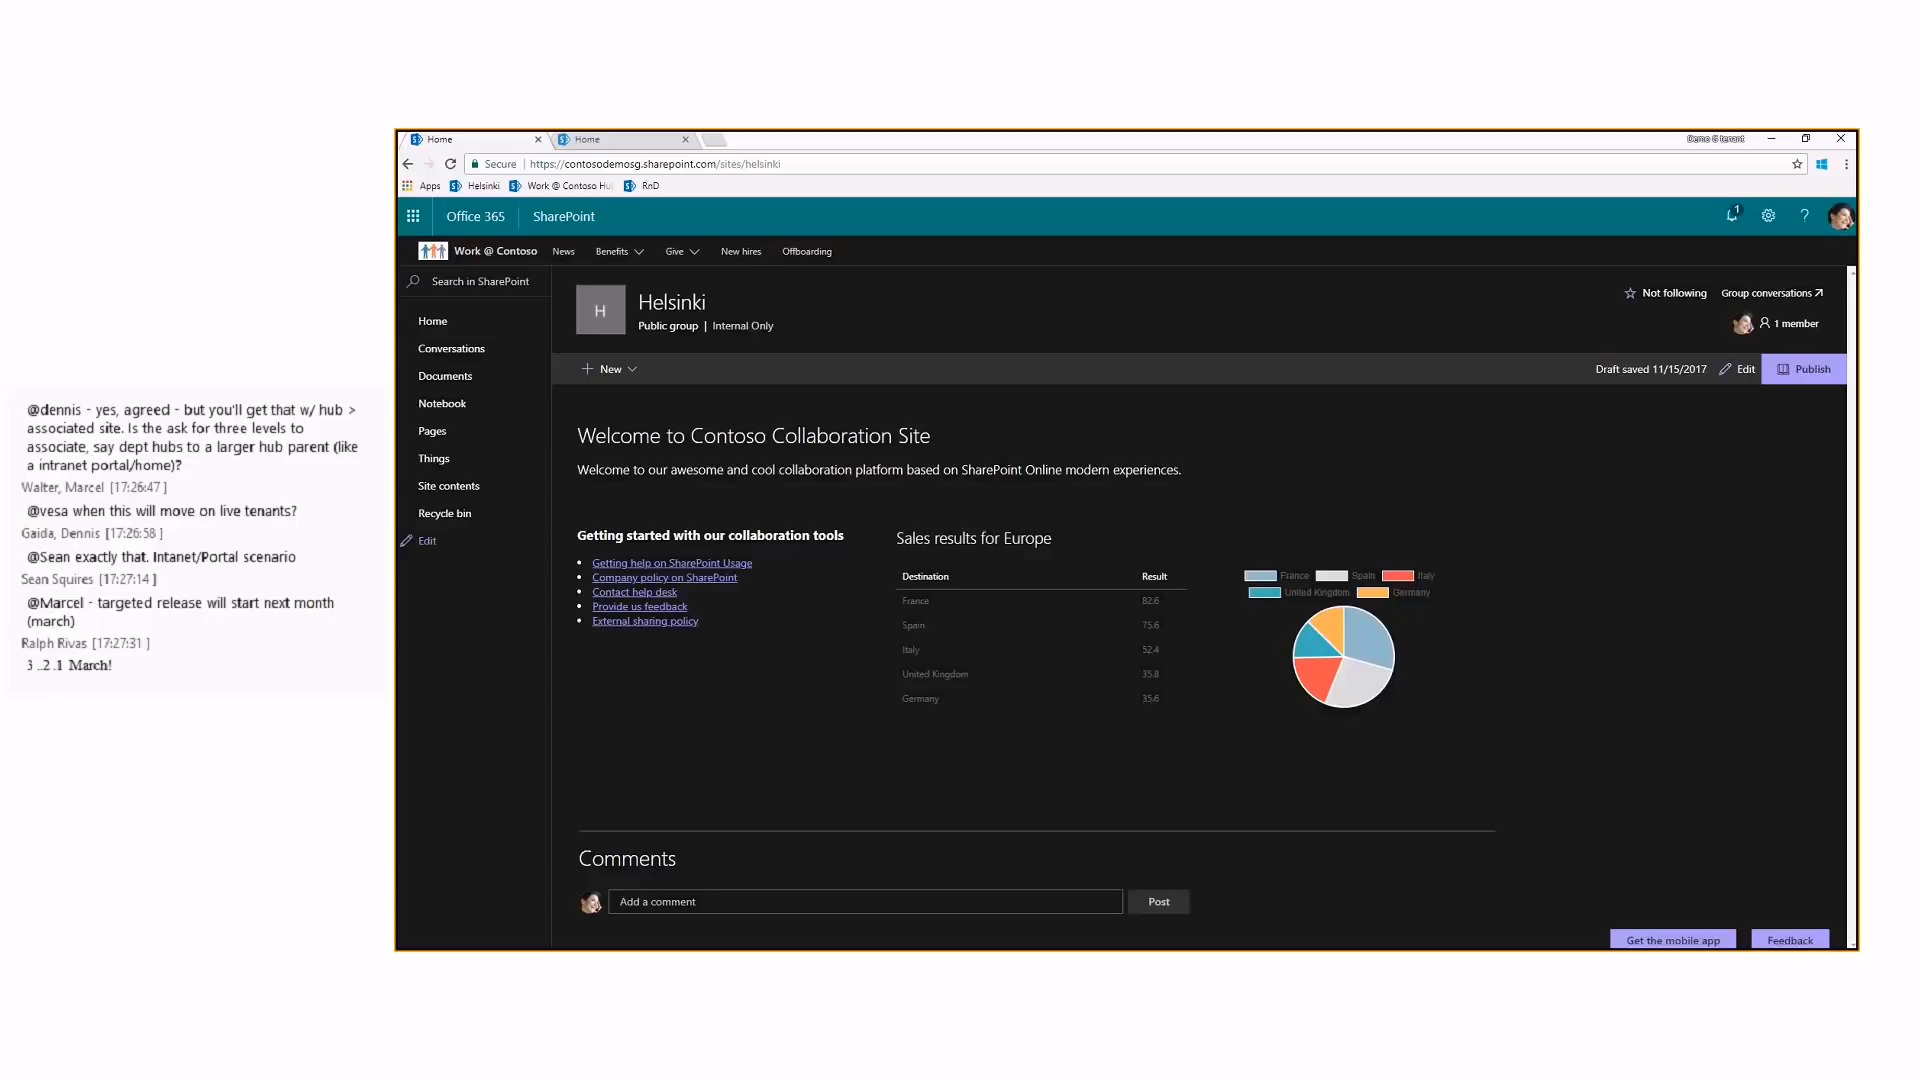 @dennis - yes, agreed - but you'll get that w/ hub >
associated site. Is the ask for three levels to
associate, say dept hubs to a larger hub parent (like
a intranet portal/home)?
Walter, Marcel [17:26:47 ]
@vesa when this will move on live tenants?
Gaida, Dennis [17:26:58 ]
@Sean exactly that. Intanet/Portal scenario
Sean Squires [17:27:14 ]
@Marcel - targeted release will start next month
(march)
Ralph Rivas [17:27:31 ]
3 ..2 .1 March!
Home
Home
Demo G tenant
Secure
https://contosodemosg.sharepoint.com/sites/helsinki
Apps
Helsinki
Work @ Contoso Hu
RnD
Office 365
SharePoint
1
?
Work @ Contoso
News
Benefits
Give
New hires
Offboarding
Search in SharePoint
Home
Conversations
Documents
Notebook
Pages
Things
Site contents
Recycle bin
Edit
H
Helsinki
Public group | Internal Only
Not following
Group conversations
1 member
New
Draft saved 11/15/2017
Edit
Publish
Welcome to Contoso Collaboration Site
Welcome to our awesome and cool collaboration platform based on SharePoint Online modern experiences.
Getting started with our collaboration tools
Getting help on SharePoint Usage
Company policy on SharePoint
Contact help desk
Provide us feedback
External sharing policy
Sales results for Europe
Destination Result
France 82.6
Spain 75.6
Italy 52.4
United Kingdom 35.8
Germany 35.6
France Spain Italy
United Kingdom Germany
Comments
Add a comment
Post
Get the mobile app
Feedback